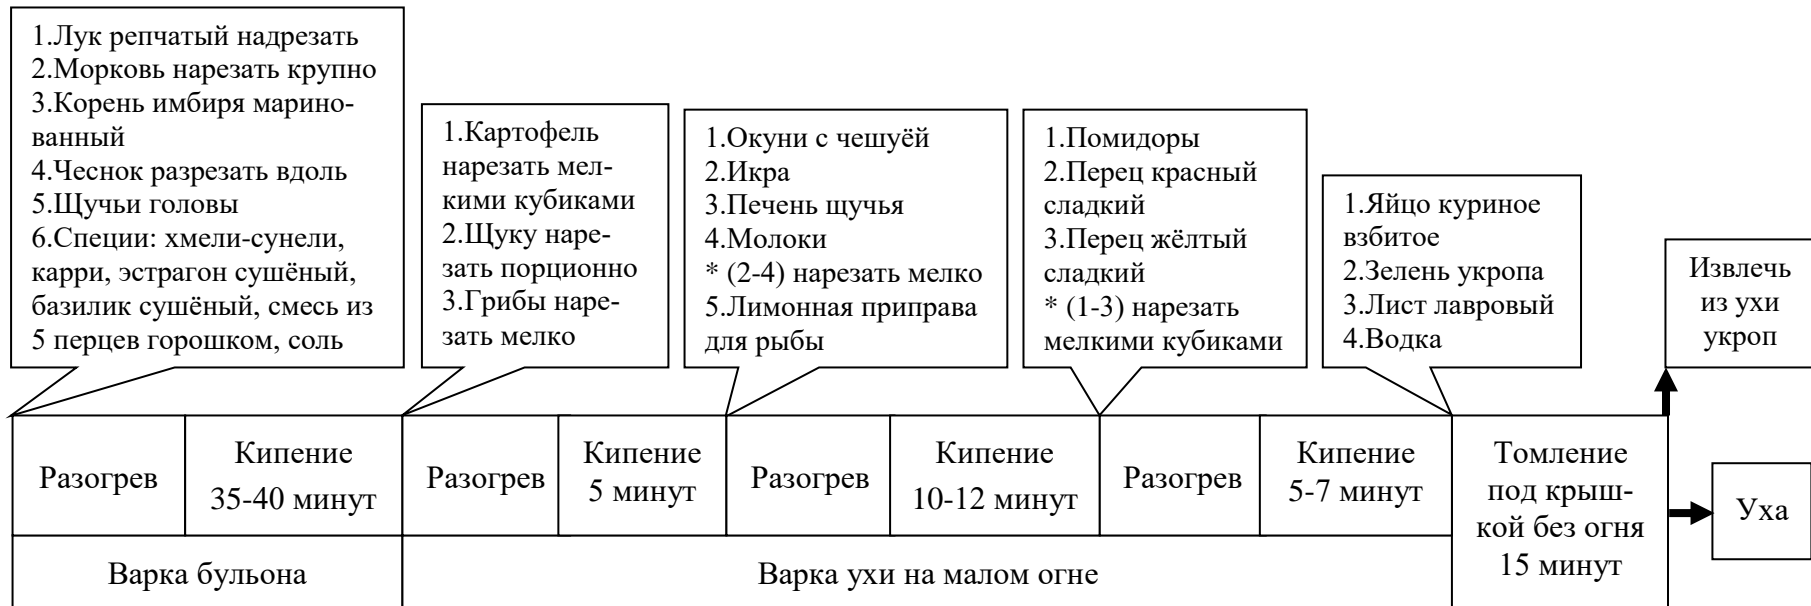 1.Лук репчатый надрезать
2.Морковь нарезать крупно
3.Корень имбиря марино-
ванный
4.Чеснок разрезать вдоль
5.Щучьи головы
6.Специи: хмели-сунели,
карри, эстрагон сушёный,
базилик сушёный, смесь из
5 перцев горошком, соль
1.Картофель
нарезать мел-
кими кубиками
2.Щуку наре-
зать порционно
3.Грибы наре-
зать мелко
1.Окуни с чешуёй
2.Икра
3.Печень щучья
4.Молоки
* (2-4) нарезать мелко
5.Лимонная приправа
для рыбы
1.Помидоры
2.Перец красный
сладкий
3.Перец жёлтый
сладкий
* (1-3) нарезать
мелкими кубиками
1.Яйцо куриное
взбитое
2.Зелень укропа
3.Лист лавровый
4.Водка
Извлечь
из ухи
укроп
Разогрев
Кипение
35-40 минут
Разогрев
Кипение
5 минут
Разогрев
Кипение
10-12 минут
Разогрев
Кипение
5-7 минут
Томление
под крыш-
кой без огня
15 минут
Уха
Варка бульона
Варка ухи на малом огне